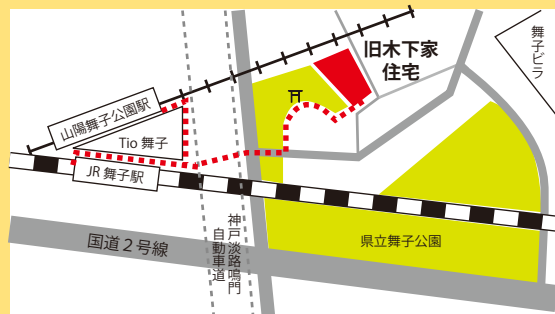 旧木下家
住宅
舞子ビラ
山陽舞子公園駅
Tio 舞子
JR 舞子駅
神戸淡路鳴門
自動車道
国道２号線
県立舞子公園